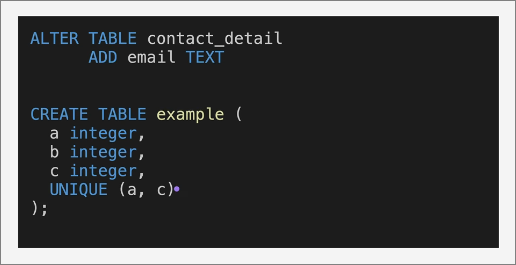 ALTER TABLE contact_detail
ADD email TEXT
CREATE TABLE example (
a integer,
b integer,
c integer,
UNIQUE (a, c)
);